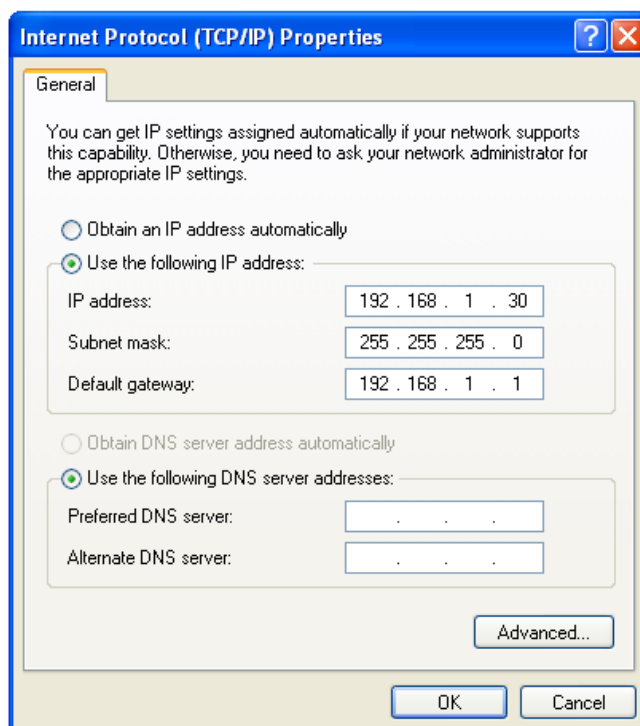 Internet Protocol (TCP/IP) Properties
General
You can get IP settings assigned automatically if your network supports
this capability. Otherwise, you need to ask your network administrator for
the appropriate IP settings.
Obtain an IP address automatically
Use the following IP address:
IP address: 192 . 168 . 1 . 30
Subnet mask: 255 . 255 . 255 . 0
Default gateway: 192 . 168 . 1 . 1
Obtain DNS server address automatically
Use the following DNS server addresses:
Preferred DNS server: . . .
Alternate DNS server: . . .
Advanced...
OK Cancel